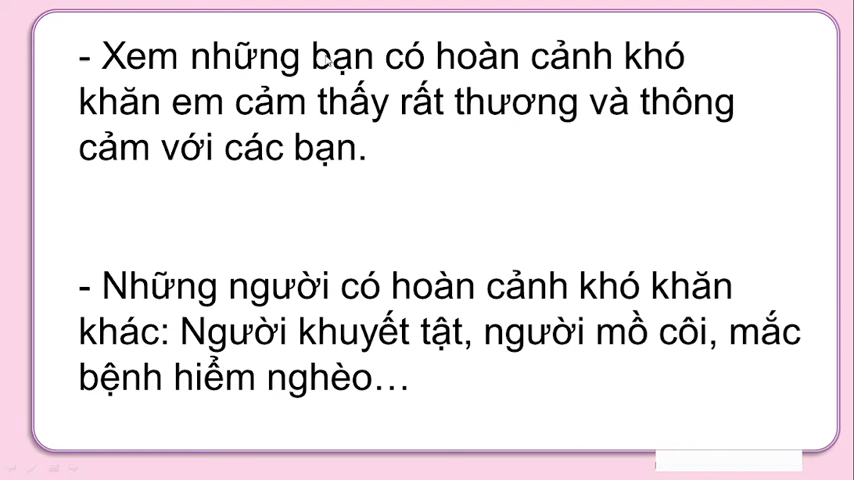 - Xem những bạn có hoàn cảnh khó
khăn em cảm thấy rất thương và thông
cảm với các bạn.
- Những người có hoàn cảnh khó khăn
khác: Người khuyết tật, người mồ côi, mắc
bệnh hiểm nghèo…